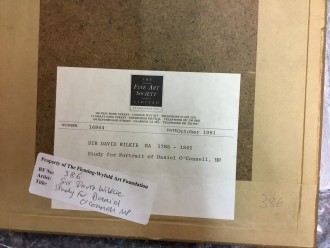 THE
FINE ART
SOCIETY
LIMITED
NUMBER 10994 DATE October 1981
SIR DAVID WILKIE RA 1785 - 1841
Study for Portrait of Daniel O'Connell, MP
Property of The Fleming-Wyfold Art Foundation
Ref No: 386
Artist: Sir David Wilkie
Title: Study for Daniel
O'Connell MP
386